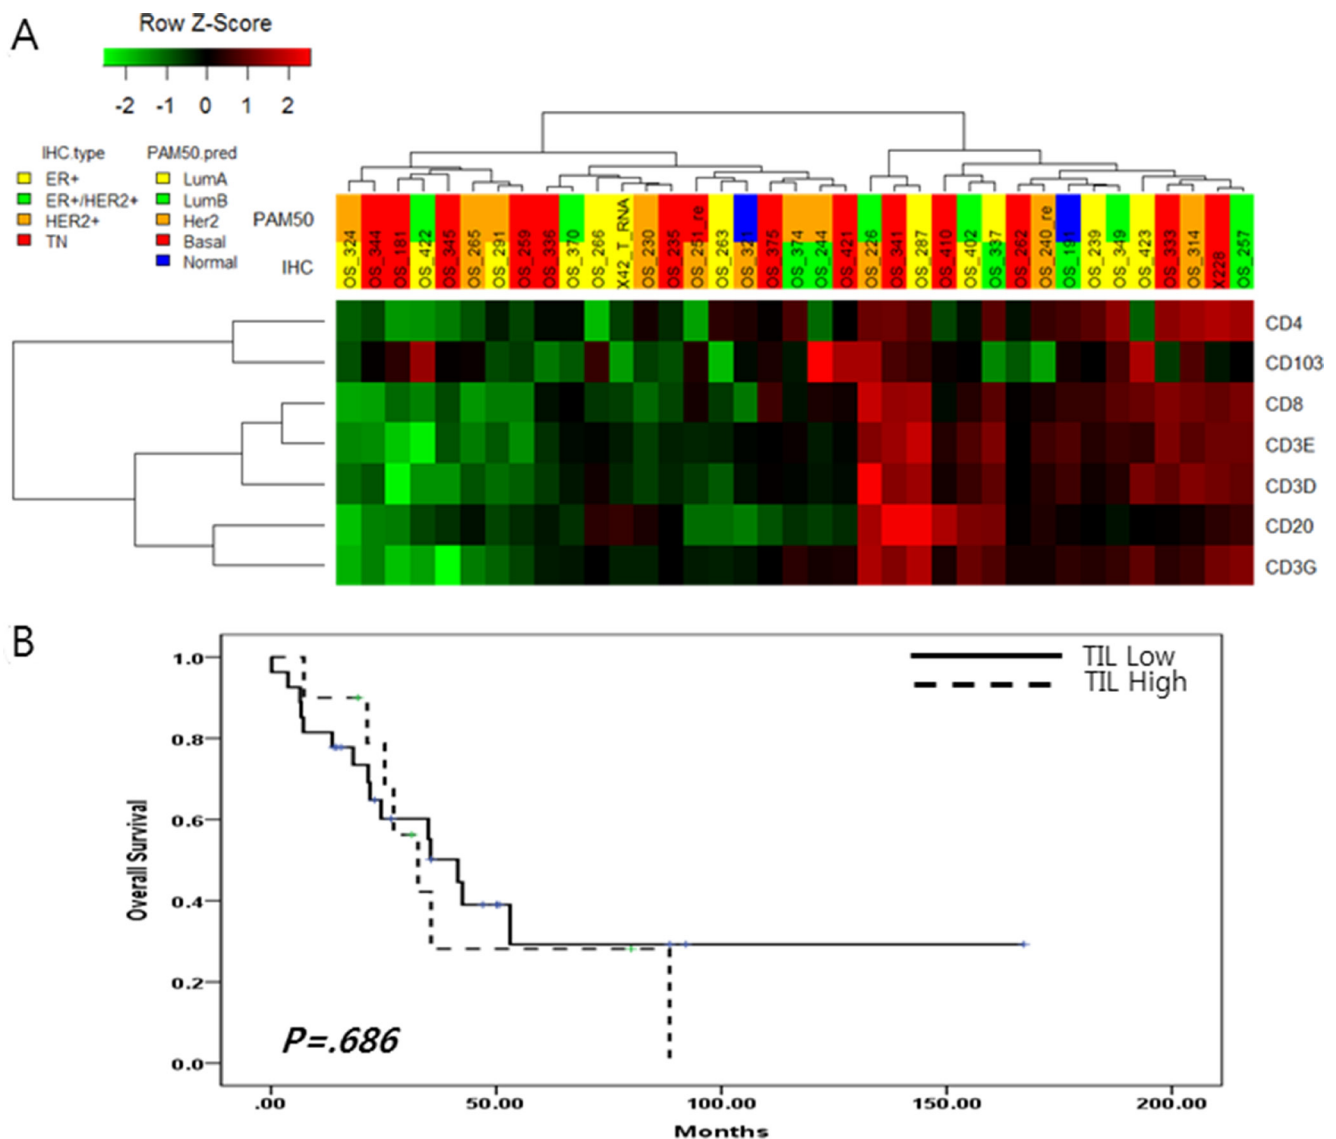 A
Row Z-Score
-2 -1 0 1 2
IHC.type PAM50.pred
ER+ LumA
ER+/HER2+ LumB
HER2+ Her2
TN Basal
Normal
PAM50
IHC
OS_324 OS_344 OS_181 OS_422 OS_345 OS_265 OS_291 OS_259 OS_336 OS_370 OS_266 X42_T_RNA OS_230 OS_235 OS_251_re OS_263 OS_321 OS_375 OS_374 OS_244 OS_421 OS_226 OS_341 OS_287 OS_410 OS_402 OS_337 OS_262 OS_240_re OS_191 OS_239 OS_349 OS_423 OS_333 OS_314 X228 OS_257
CD4
CD103
CD8
CD3E
CD3D
CD20
CD3G
B
TIL Low
TIL High
1.0
0.8
0.6
0.4
0.2
0.0
Overall Survival
P=.686
.00 50.00 100.00 150.00 200.00
Months